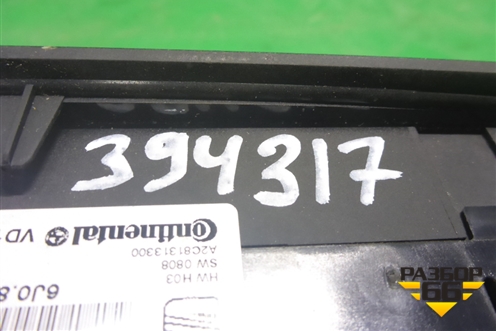 394317
Continental VD
A2C81313300
SW 0808
HW H03
6J0.8
РАЗБОР
66